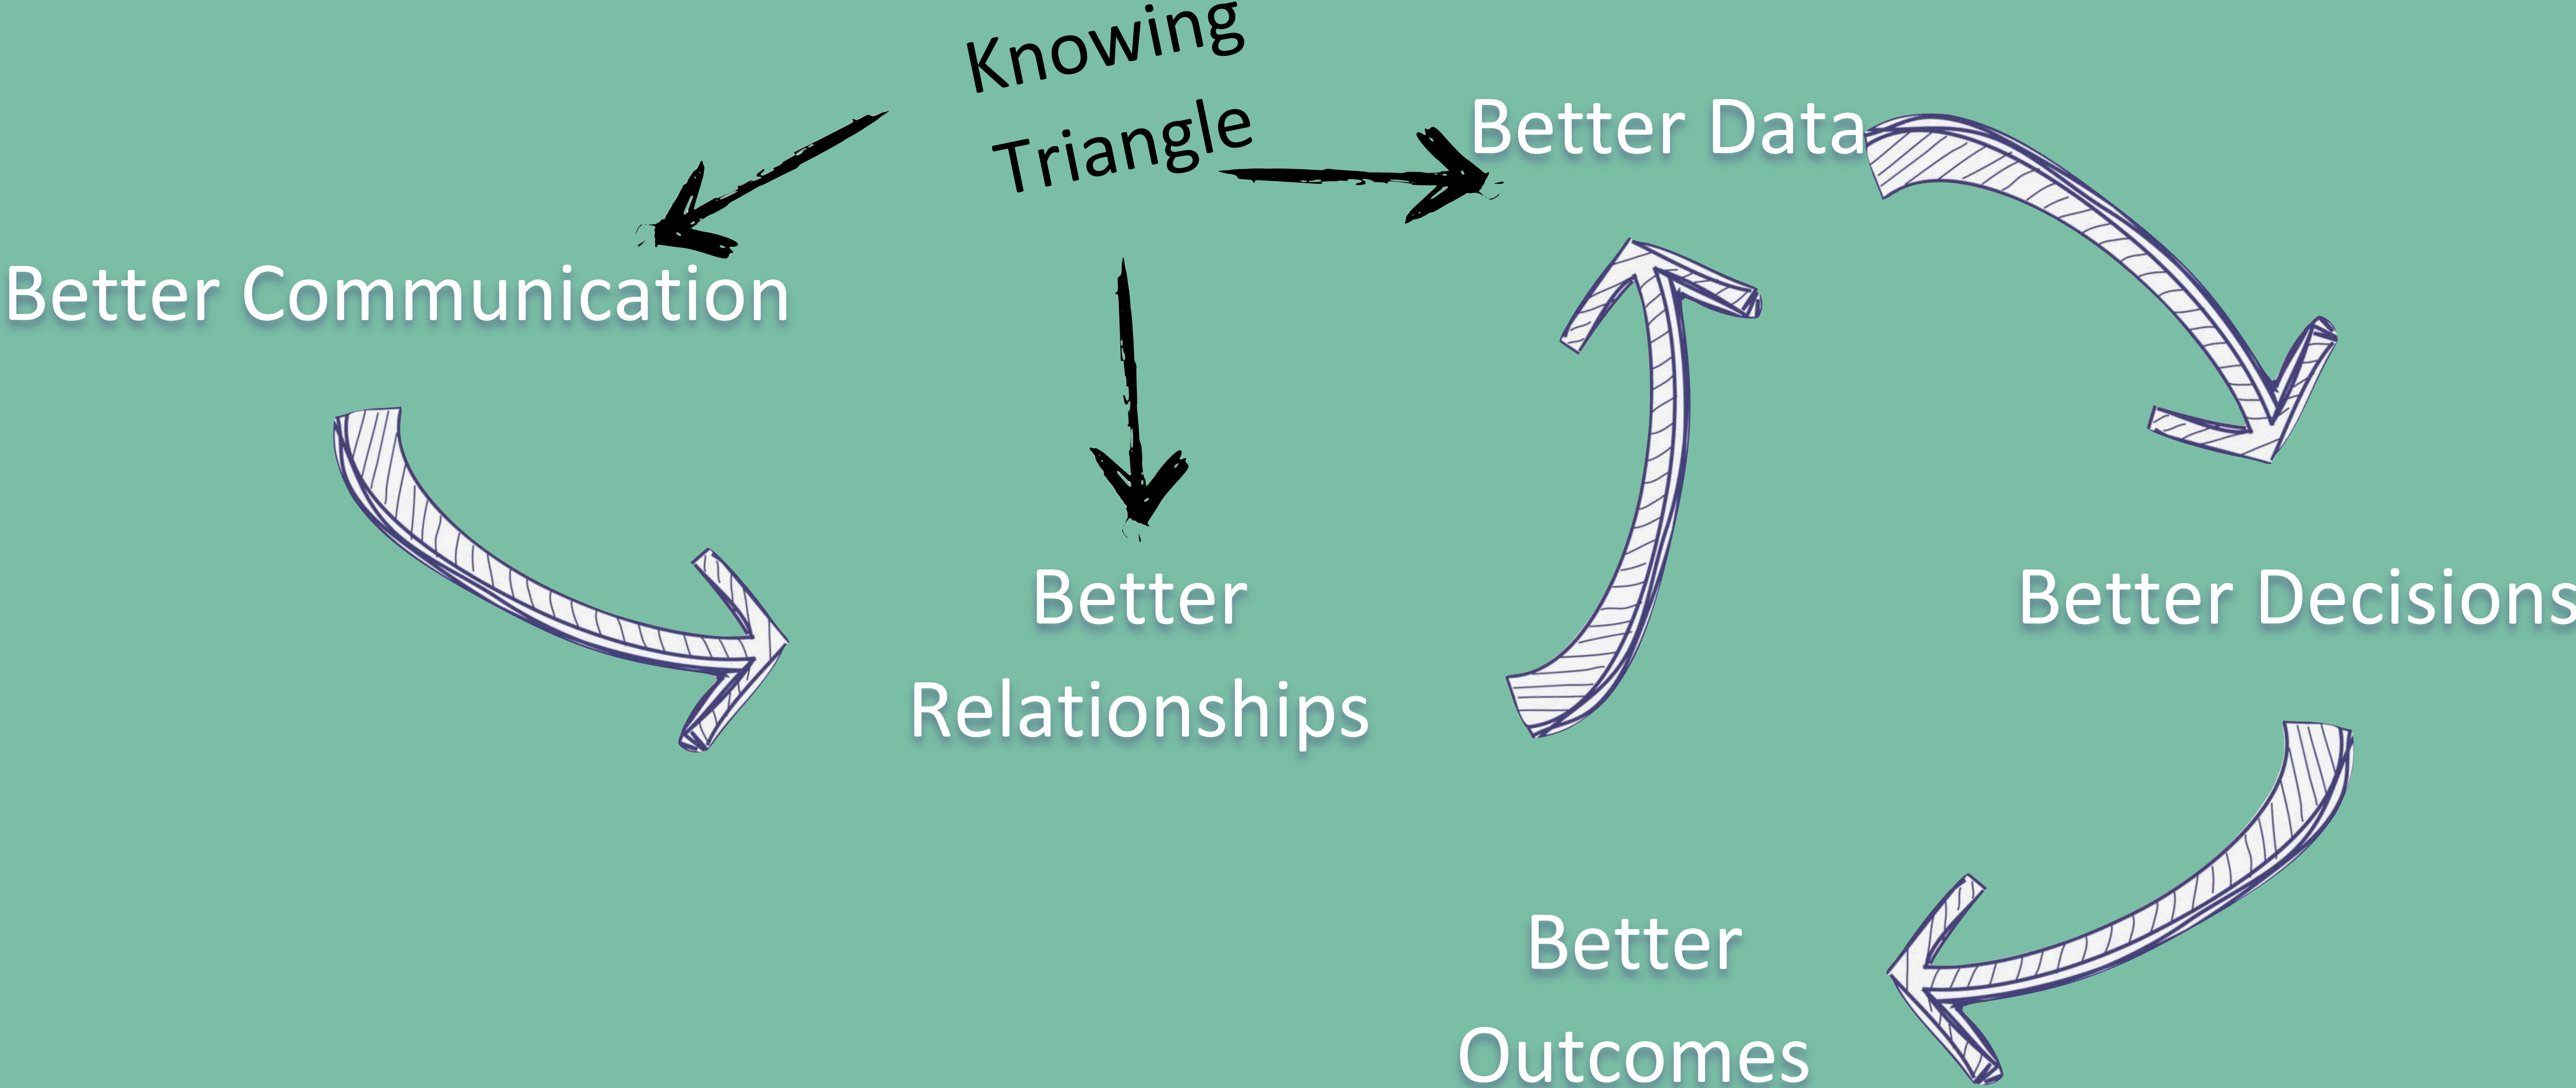 Knowing
Triangle
Better Data
Better Communication
Better
Relationships
Better Decisions
Better
Outcomes